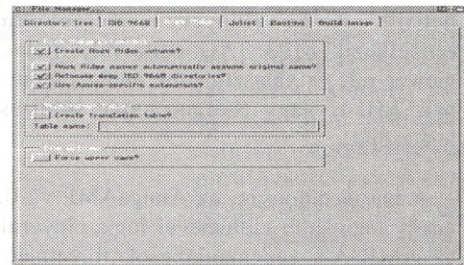 File Manager...
Directory Tree | ISO 9660 | Rock Ridge | Joliet | Bootno | Build Image
Create Rock Ridge volume?
Rock Ridge names automatically assume original name?
Relocate deep ISO 9660 directories?
Use Amiga-specific extensions?
Create translation table?
Table name:
Force upper case?